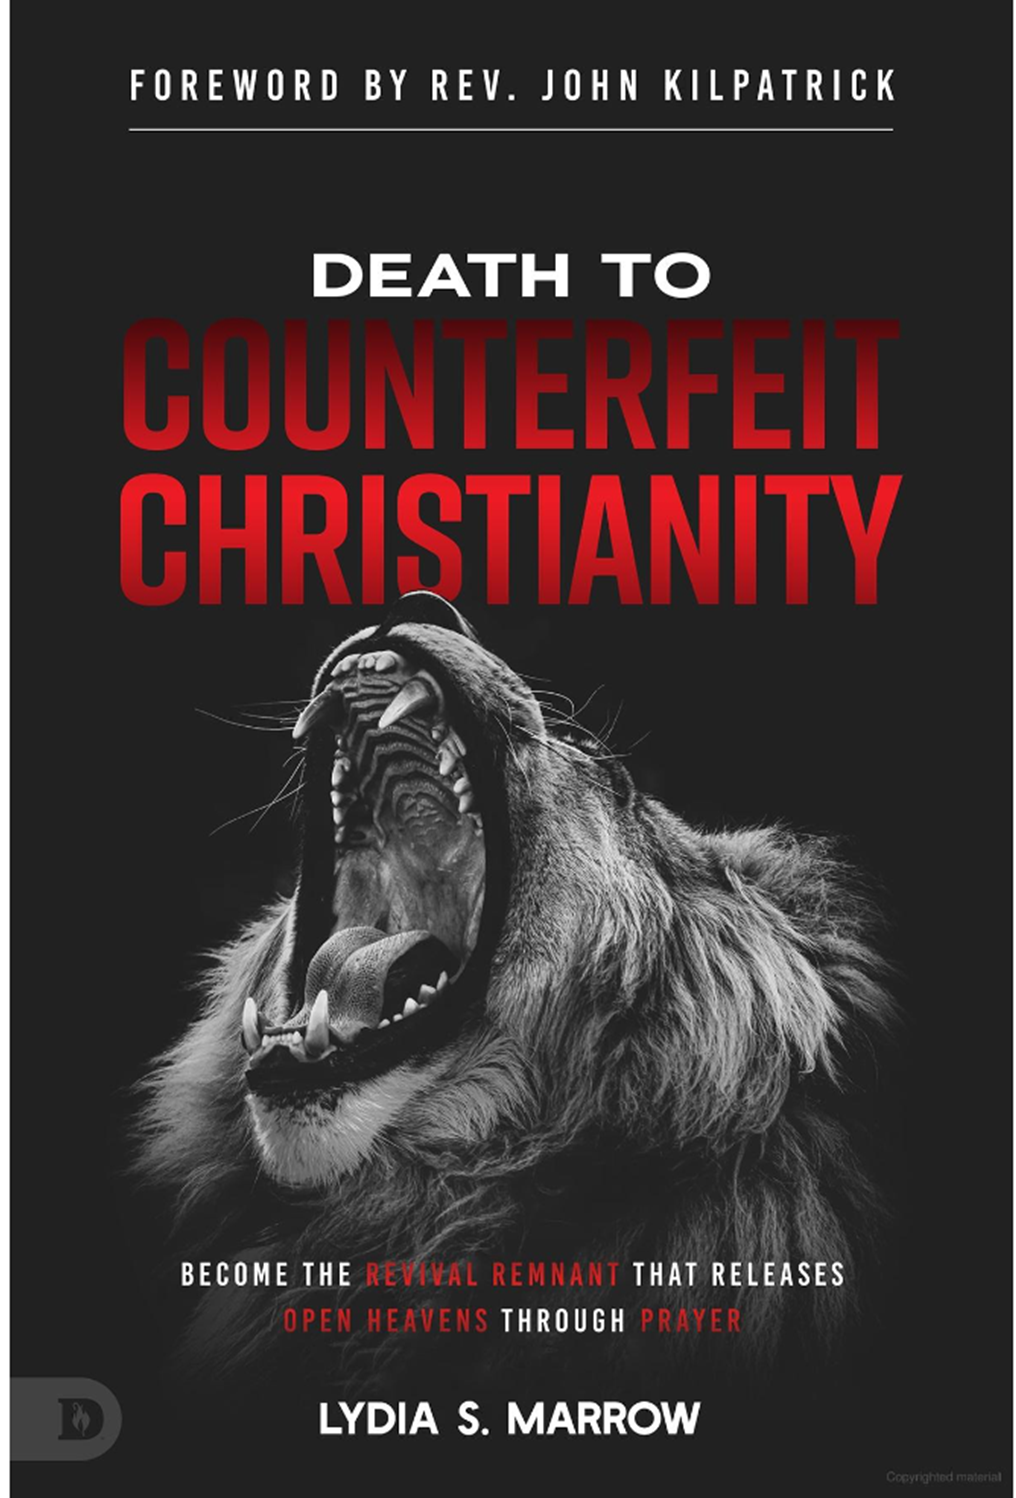 FOREWORD BY REV. JOHN KILPATRICK
DEATH TO
COUNTERFEIT
CHRISTIANITY
BECOME THE REVIVAL REMNANT THAT RELEASES
OPEN HEAVENS THROUGH PRAYER
LYDIA S. MARROW
D
Copyrighted material